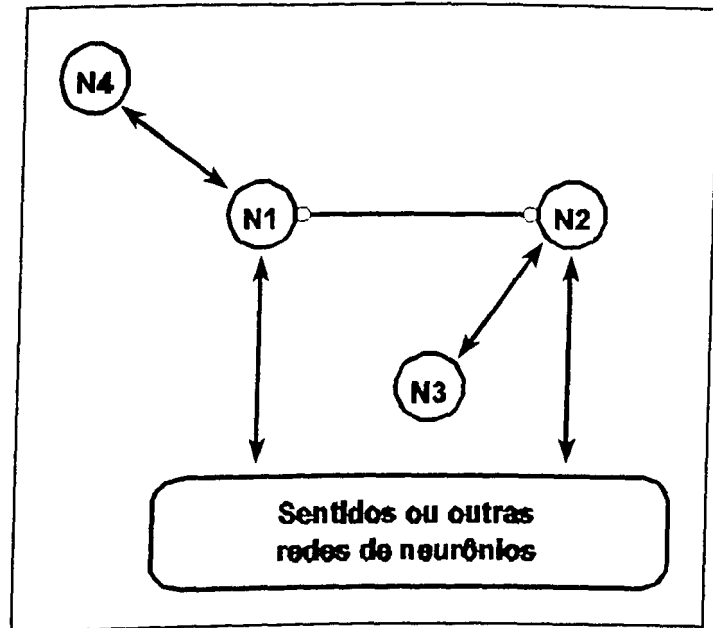 N4
N1
N2
N3
Sentidos ou outras
redes de neurônios